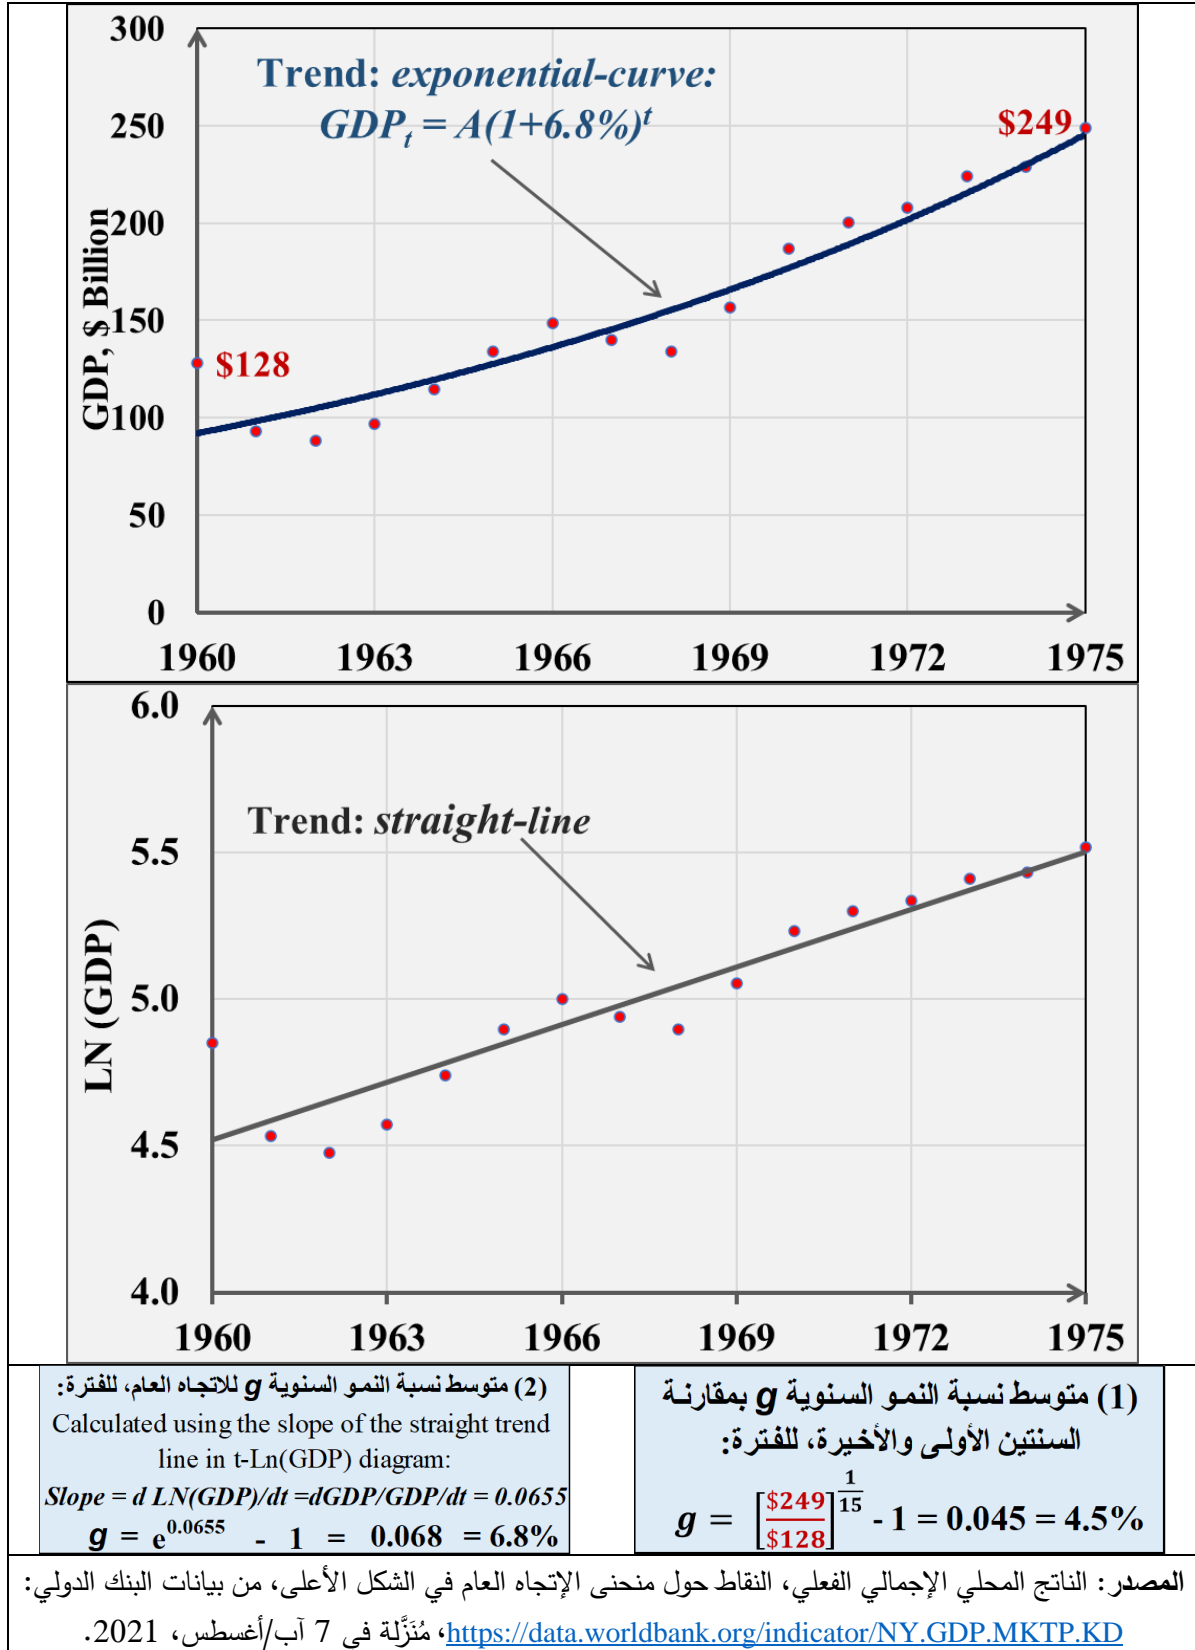 300
250
200
150
100
50
0
GDP, $ Billion
Trend: exponential-curve:
GDPt = A(1+6.8%)^t
$249
$128
1960 1963 1966 1969 1972 1975
6.0
5.5
5.0
4.5
4.0
LN (GDP)
Trend: straight-line
1960 1963 1966 1969 1972 1975
(1) متوسط نسبة النمو السنوية g بمقارنة
السنتين الأولى والأخيرة، للفترة:
g = [$249/$128]^(1/15) - 1 = 0.045 = 4.5%
(2) متوسط نسبة النمو السنوية g للاتجاه العام، للفترة:
Calculated using the slope of the straight trend
line in t-Ln(GDP) diagram:
Slope = d LN(GDP)/dt =dGDP/GDP/dt = 0.0655
g = e^0.0655 - 1 = 0.068 = 6.8%
المصدر: الناتج المحلي الإجمالي الفعلي، النقاط حول منحنى الإتجاه العام في الشكل الأعلى، من بيانات البنك الدولي:
https://data.worldbank.org/indicator/NY.GDP.MKTP.KD، مُنَزَّلة في 7 آب/أغسطس، 2021.